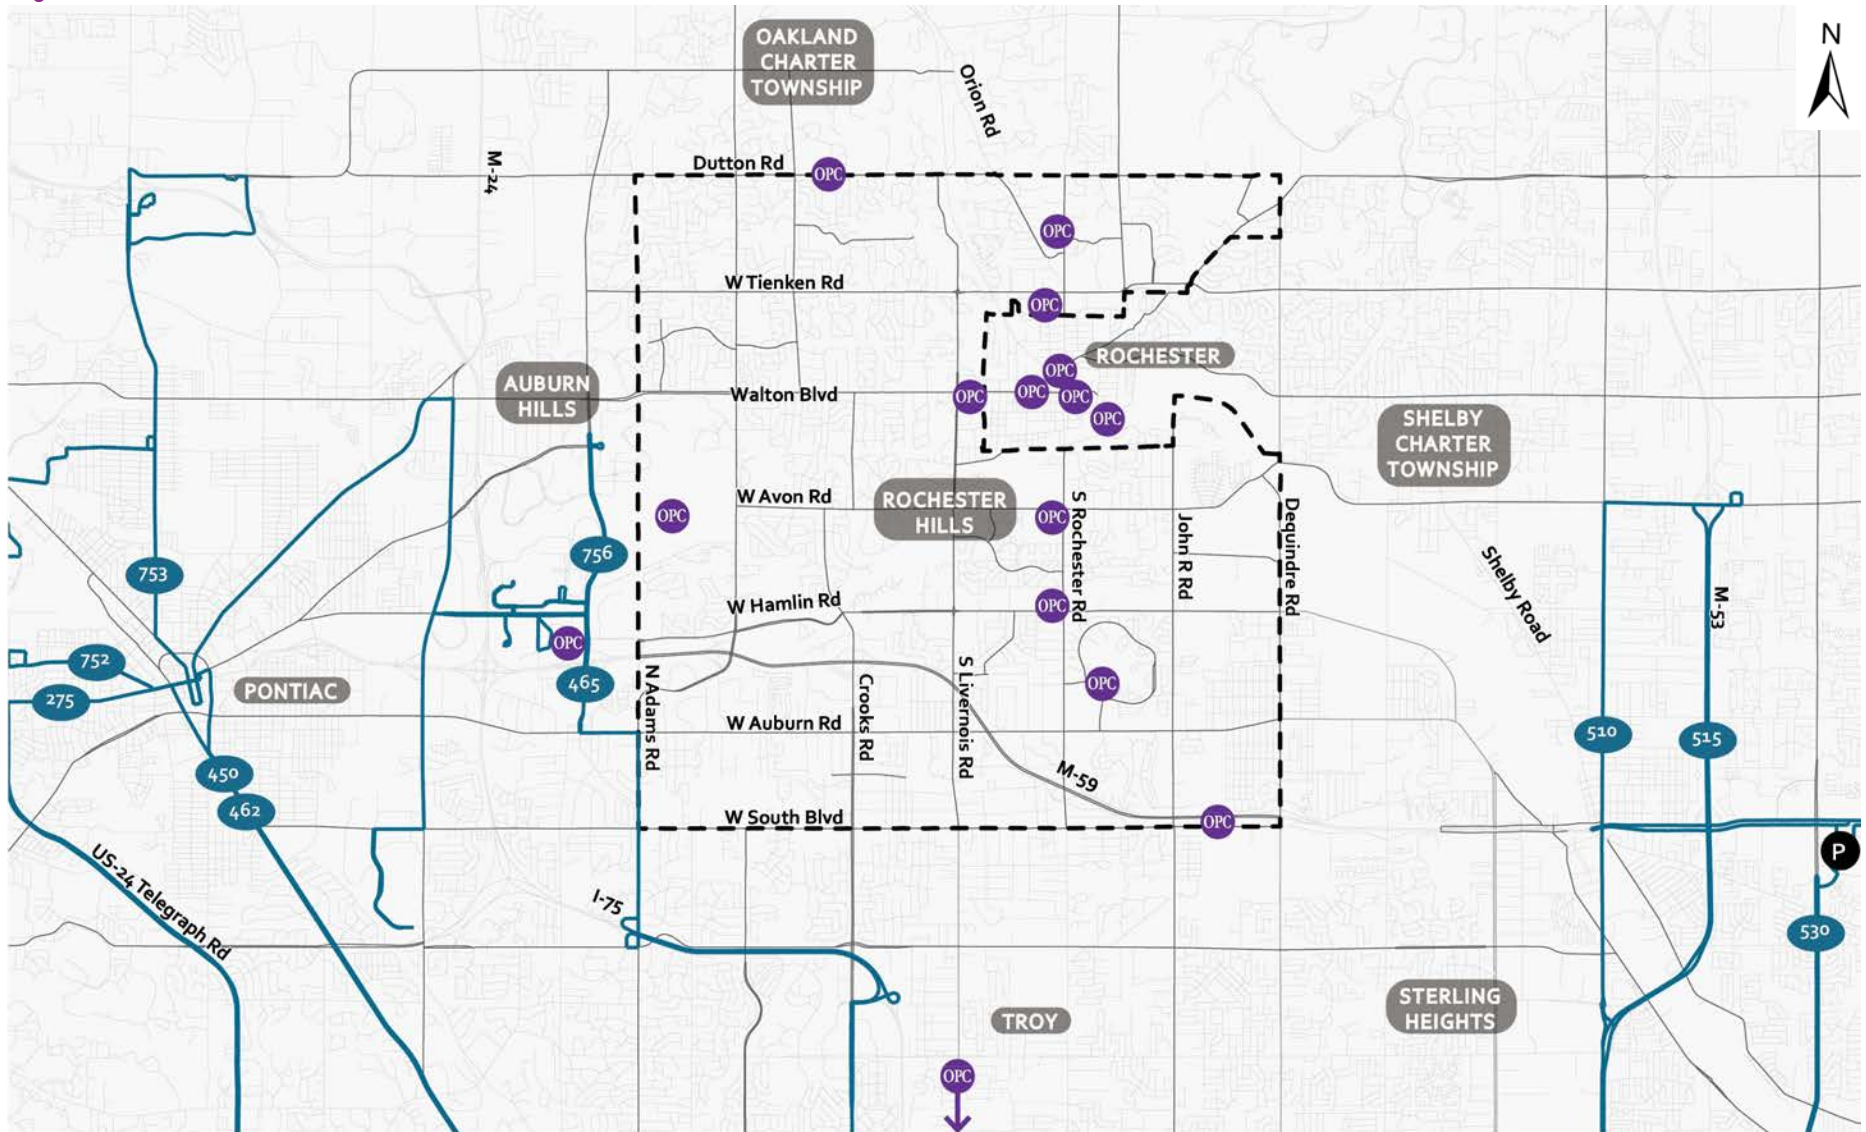 OAKLAND
CHARTER
TOWNSHIP
N
Orion Rd
M-24
Dutton Rd
OPC
OPC
W Tienken Rd
OPC
ROCHESTER
OPC
AUBURN
HILLS
Walton Blvd
OPC
OPC
OPC
OPC
SHELBY
CHARTER
TOWNSHIP
W Avon Rd
ROCHESTER
HILLS
OPC
OPC
S Rochester Rd
John R Rd
Dequindre Rd
Shelby Road
M-53
756
753
W Hamlin Rd
OPC
OPC
752
275
PONTIAC
465
N Adams Rd
Crooks Rd
S Livernois Rd
OPC
W Auburn Rd
510
515
450
462
M-59
W South Blvd
OPC
P
US-24 Telegraph Rd
I-75
530
TROY
STERLING
HEIGHTS
OPC